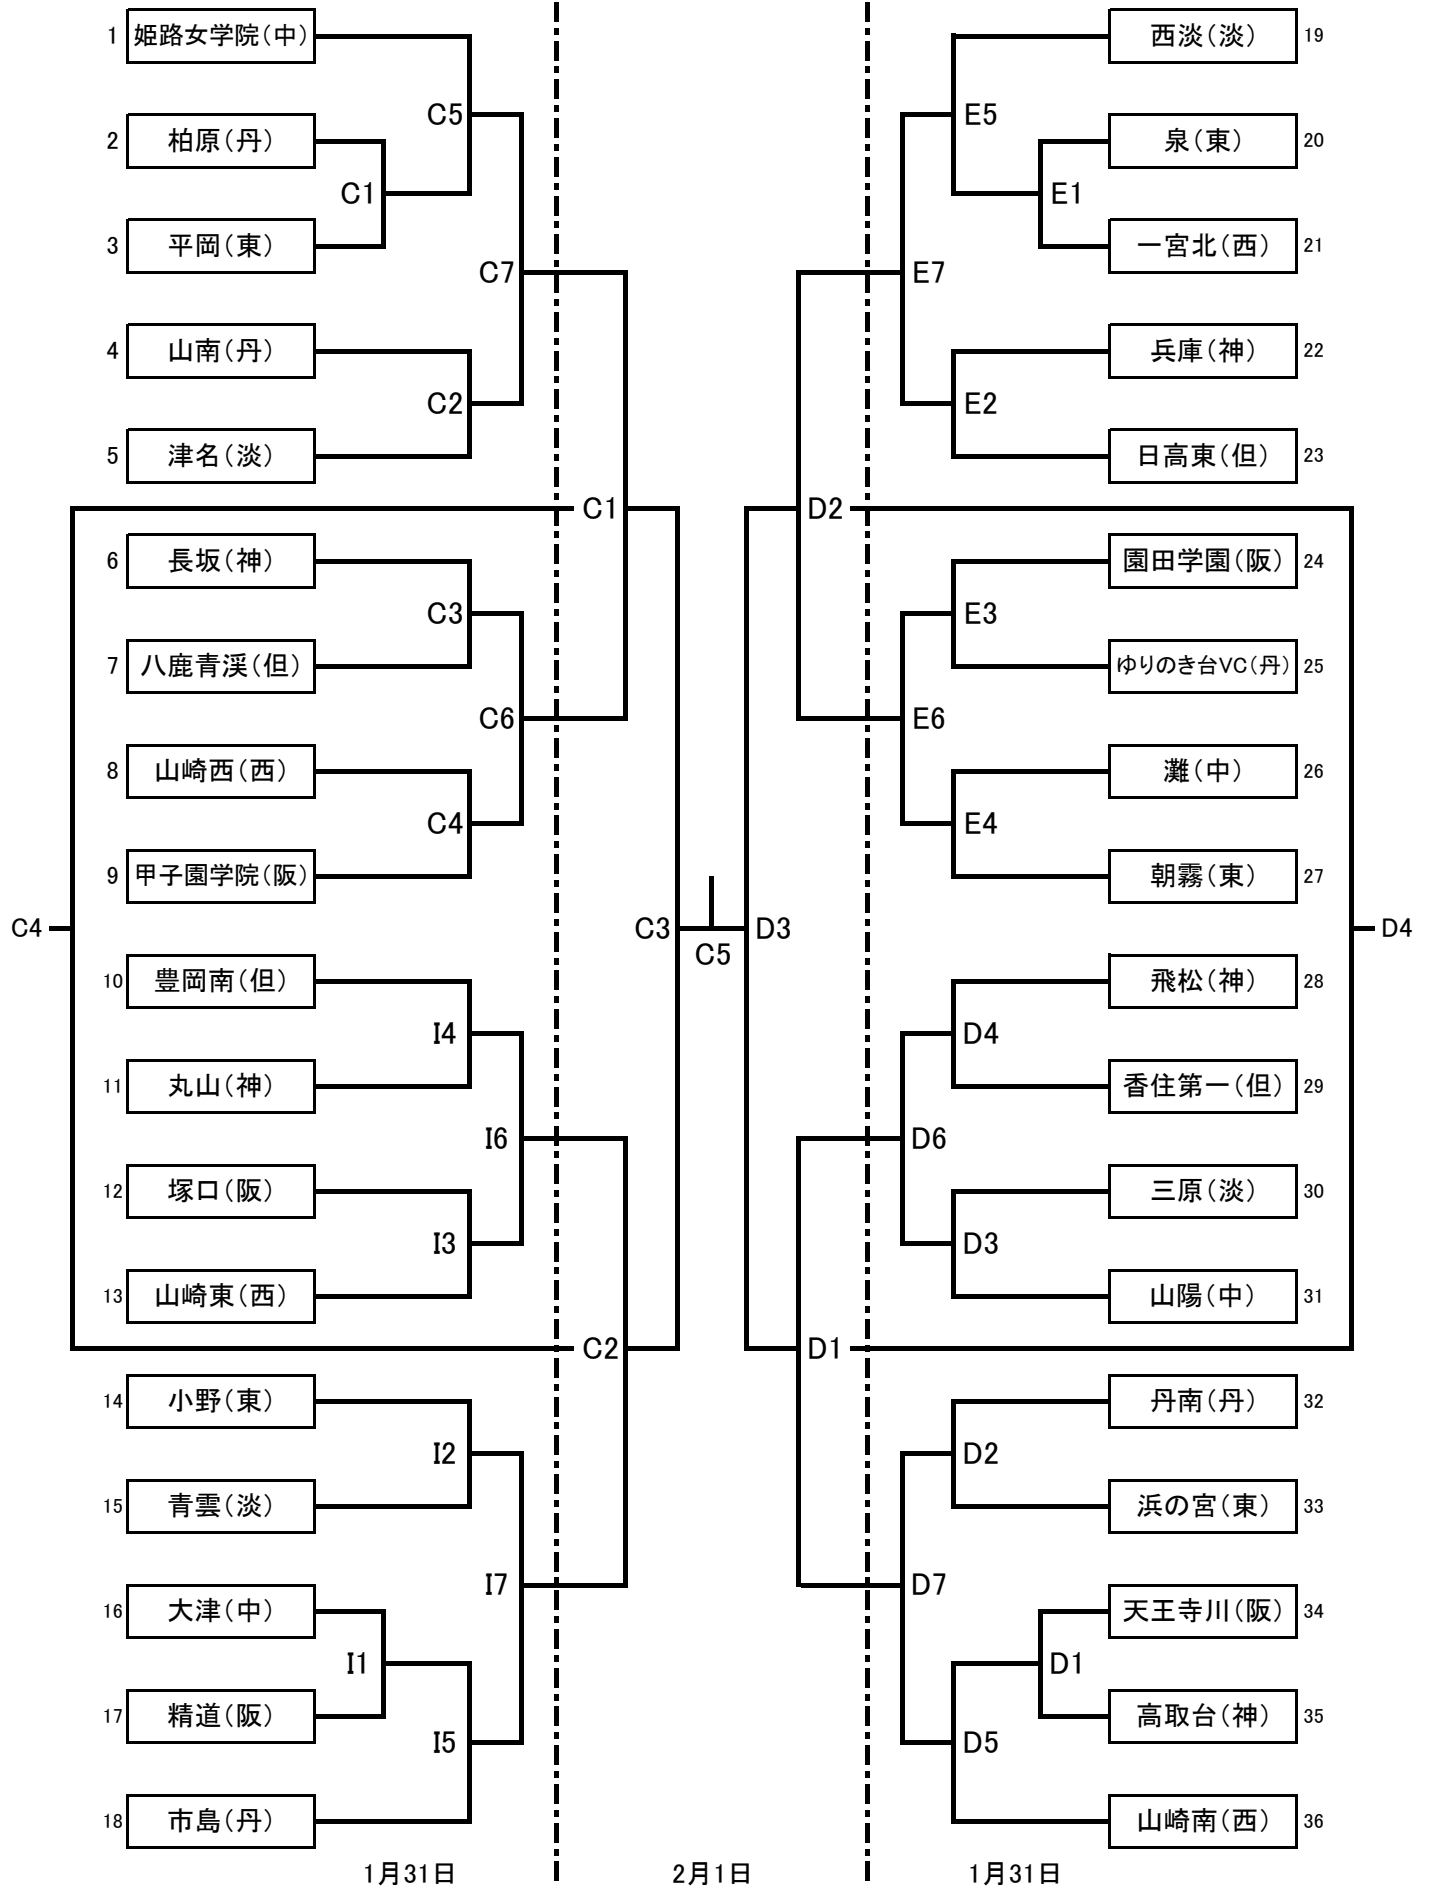 1 姫路女学院(中)
2 柏原(丹)
3 平岡(東)
4 山南(丹)
5 津名(淡)
6 長坂(神)
7 八鹿青渓(但)
8 山崎西(西)
9 甲子園学院(阪)
10 豊岡南(但)
11 丸山(神)
12 塚口(阪)
13 山崎東(西)
14 小野(東)
15 青雲(淡)
16 大津(中)
17 精道(阪)
18 市島(丹)
C5
C1
C7
C2
C1
C3
C6
C4
C4
I4
I6
I3
C2
I2
I7
I1
I5
C3
C5
D3
E5
E1
E7
E2
D2
E3
E6
E4
D4
D4
D6
D3
D1
D2
D7
D1
D5
西淡(淡) 19
泉(東) 20
一宮北(西) 21
兵庫(神) 22
日高東(但) 23
園田学園(阪) 24
ゆりのき台VC(丹) 25
灘(中) 26
朝霧(東) 27
飛松(神) 28
香住第一(但) 29
三原(淡) 30
山陽(中) 31
丹南(丹) 32
浜の宮(東) 33
天王寺川(阪) 34
高取台(神) 35
山崎南(西) 36
1月31日
2月1日
1月31日